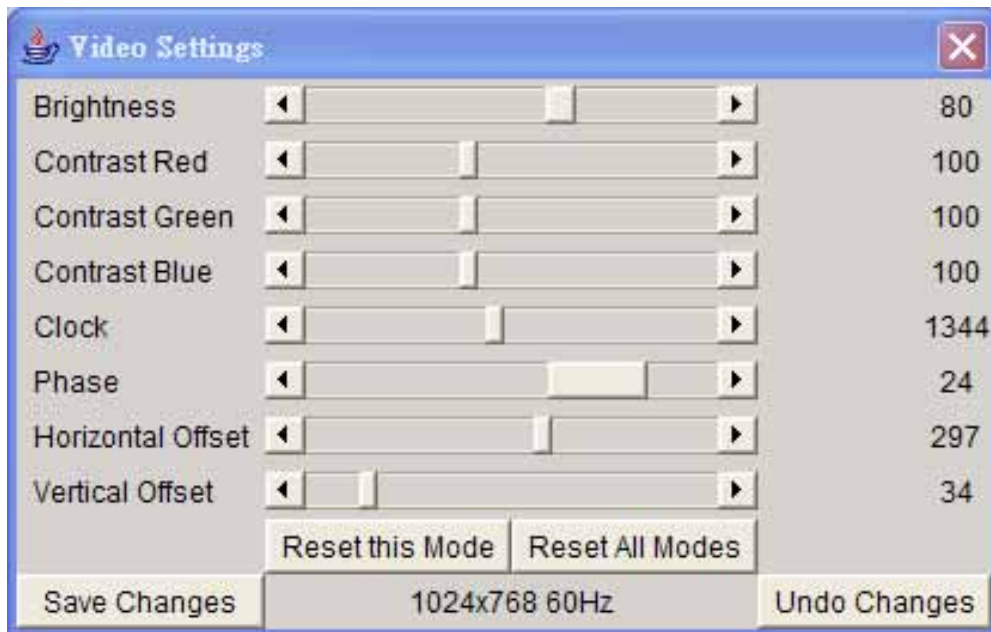 Video Settings
Brightness 80
Contrast Red 100
Contrast Green 100
Contrast Blue 100
Clock 1344
Phase 24
Horizontal Offset 297
Vertical Offset 34
Reset this Mode Reset All Modes
Save Changes 1024x768 60Hz Undo Changes